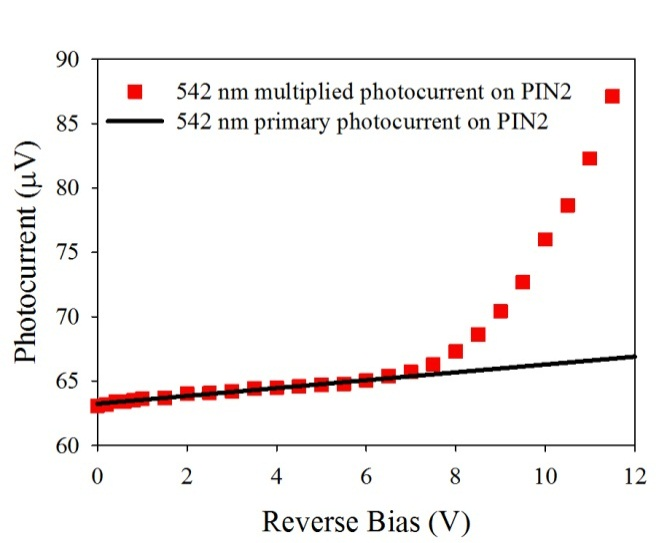 90
542 nm multiplied photocurrent on PIN2
542 nm primary photocurrent on PIN2
85
80
75
70
65
60
Photocurrent (μV)
0 2 4 6 8 10 12
Reverse Bias (V)